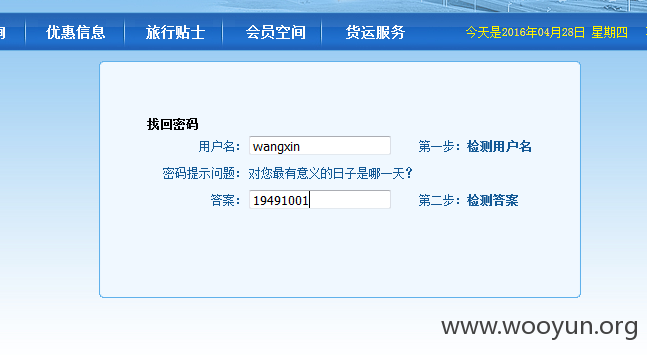 优惠信息 旅行贴士 会员空间 货运服务 今天是2016年04月28日 星期四
找回密码
用户名： wangxin 第一步：检测用户名
密码提示问题： 对您最有意义的日子是哪一天？
答案： 19491001 第二步：检测答案
www.wooyun.org